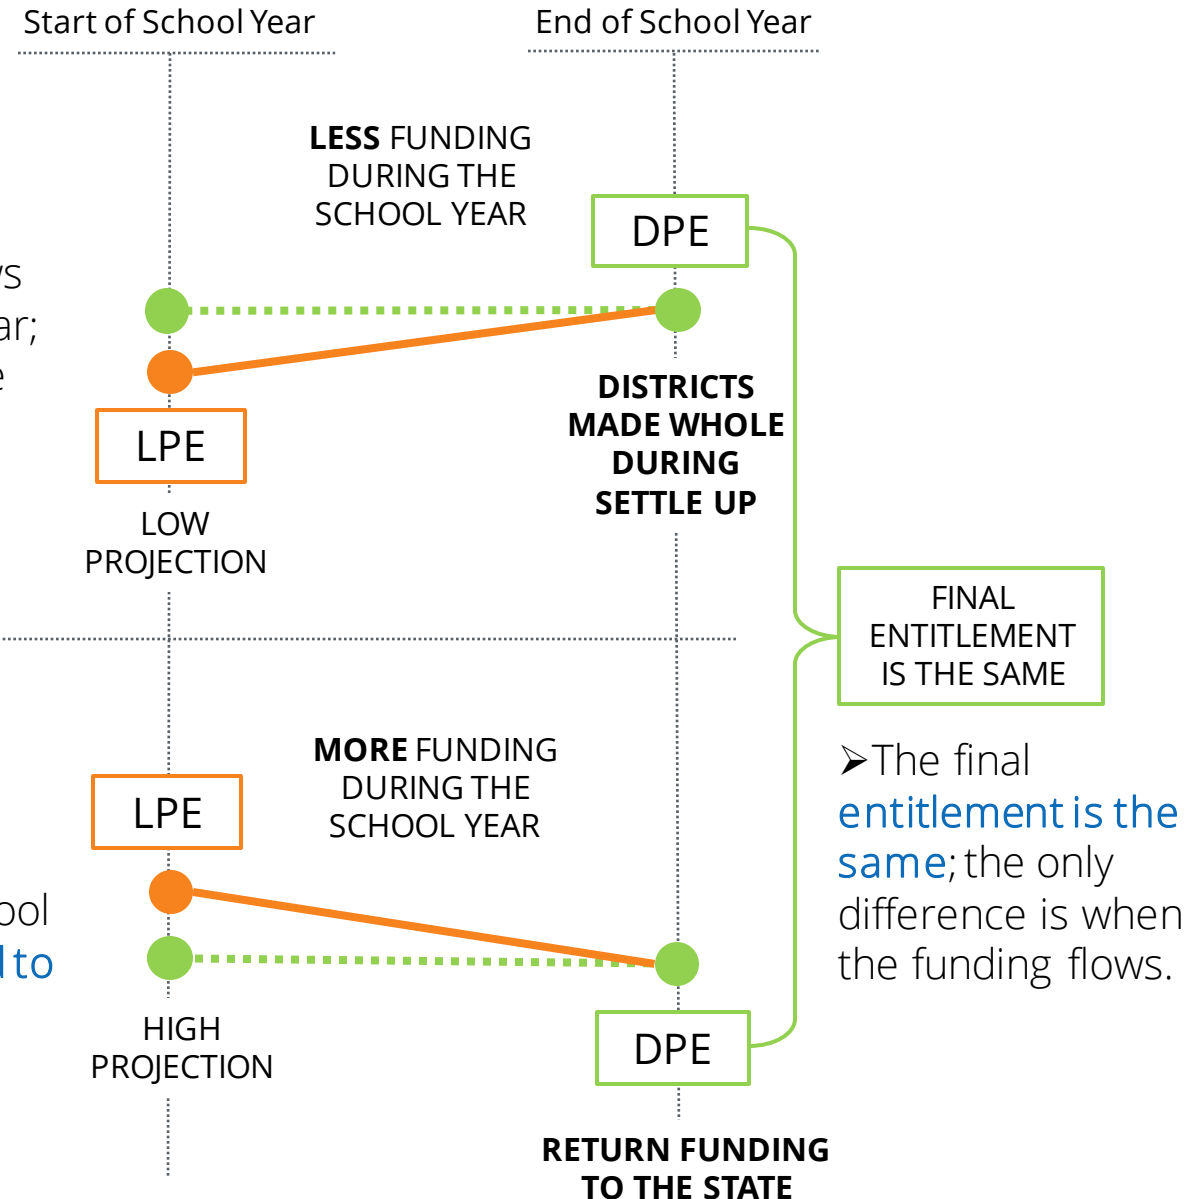 Start of School Year
End of School Year
LESS FUNDING
DURING THE
SCHOOL YEAR
DPE
ar;
LPE
DISTRICTS
MADE WHOLE
DURING
SETTLE UP
LOW
PROJECTION
FINAL
ENTITLEMENT
IS THE SAME
MORE FUNDING
DURING THE
SCHOOL YEAR
LPE
➢The final
entitlement is the
same; the only
difference is when
the funding flows.
ool
to
HIGH
PROJECTION
DPE
RETURN FUNDING
TO THE STATE